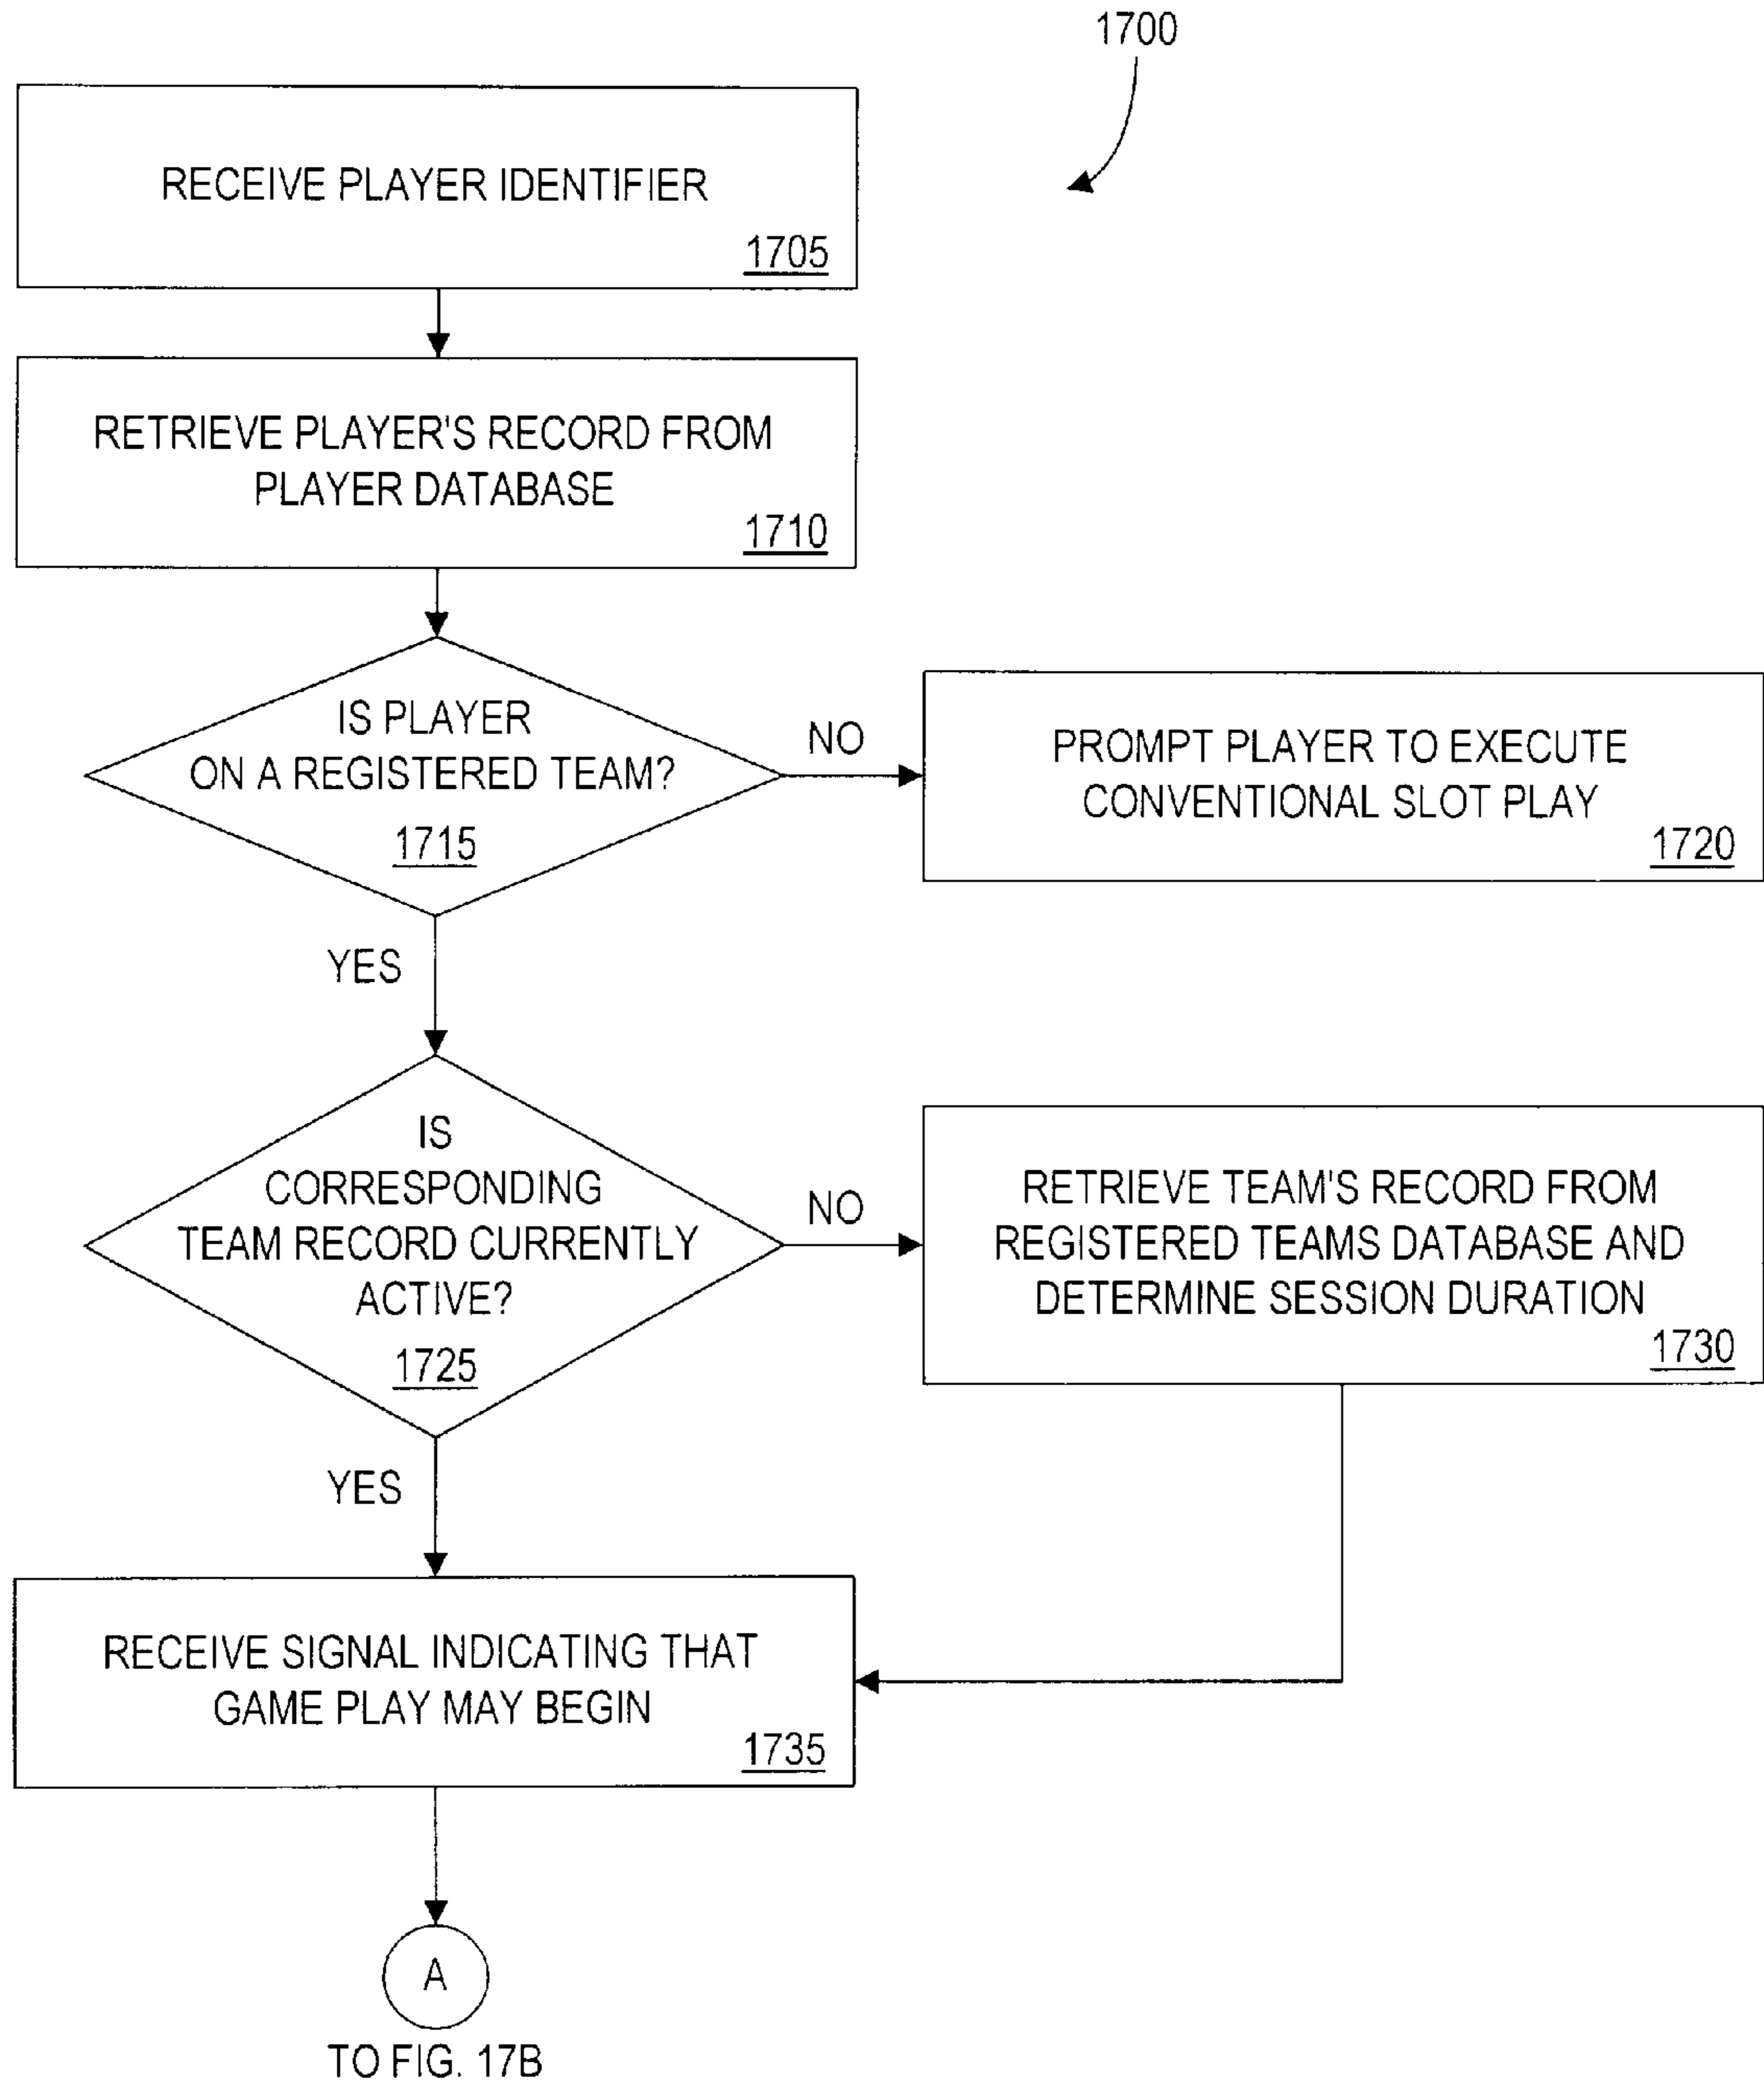 1700
RECEIVE PLAYER IDENTIFIER
1705
RETRIEVE PLAYER'S RECORD FROM
PLAYER DATABASE
1710
IS PLAYER
ON A REGISTERED TEAM?
1715
NO
PROMPT PLAYER TO EXECUTE
CONVENTIONAL SLOT PLAY
1720
YES
IS
CORRESPONDING
TEAM RECORD CURRENTLY
ACTIVE?
1725
NO
RETRIEVE TEAM'S RECORD FROM
REGISTERED TEAMS DATABASE AND
DETERMINE SESSION DURATION
1730
YES
RECEIVE SIGNAL INDICATING THAT
GAME PLAY MAY BEGIN
1735
A
TO FIG. 17B